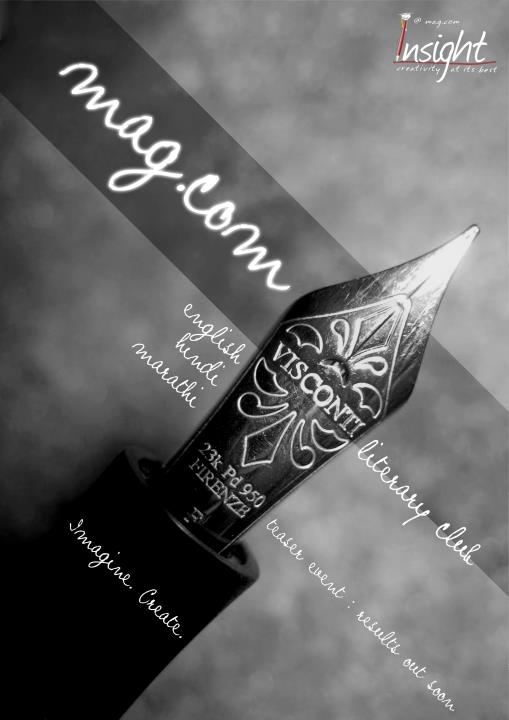 @ mag.com
Insight
creativity at its best
mag.com
english
hindi
marathi
VISCONTI
23k Pd 950
FIRENZE
F
literary club
teaser event : results out soon
Imagine. Create.